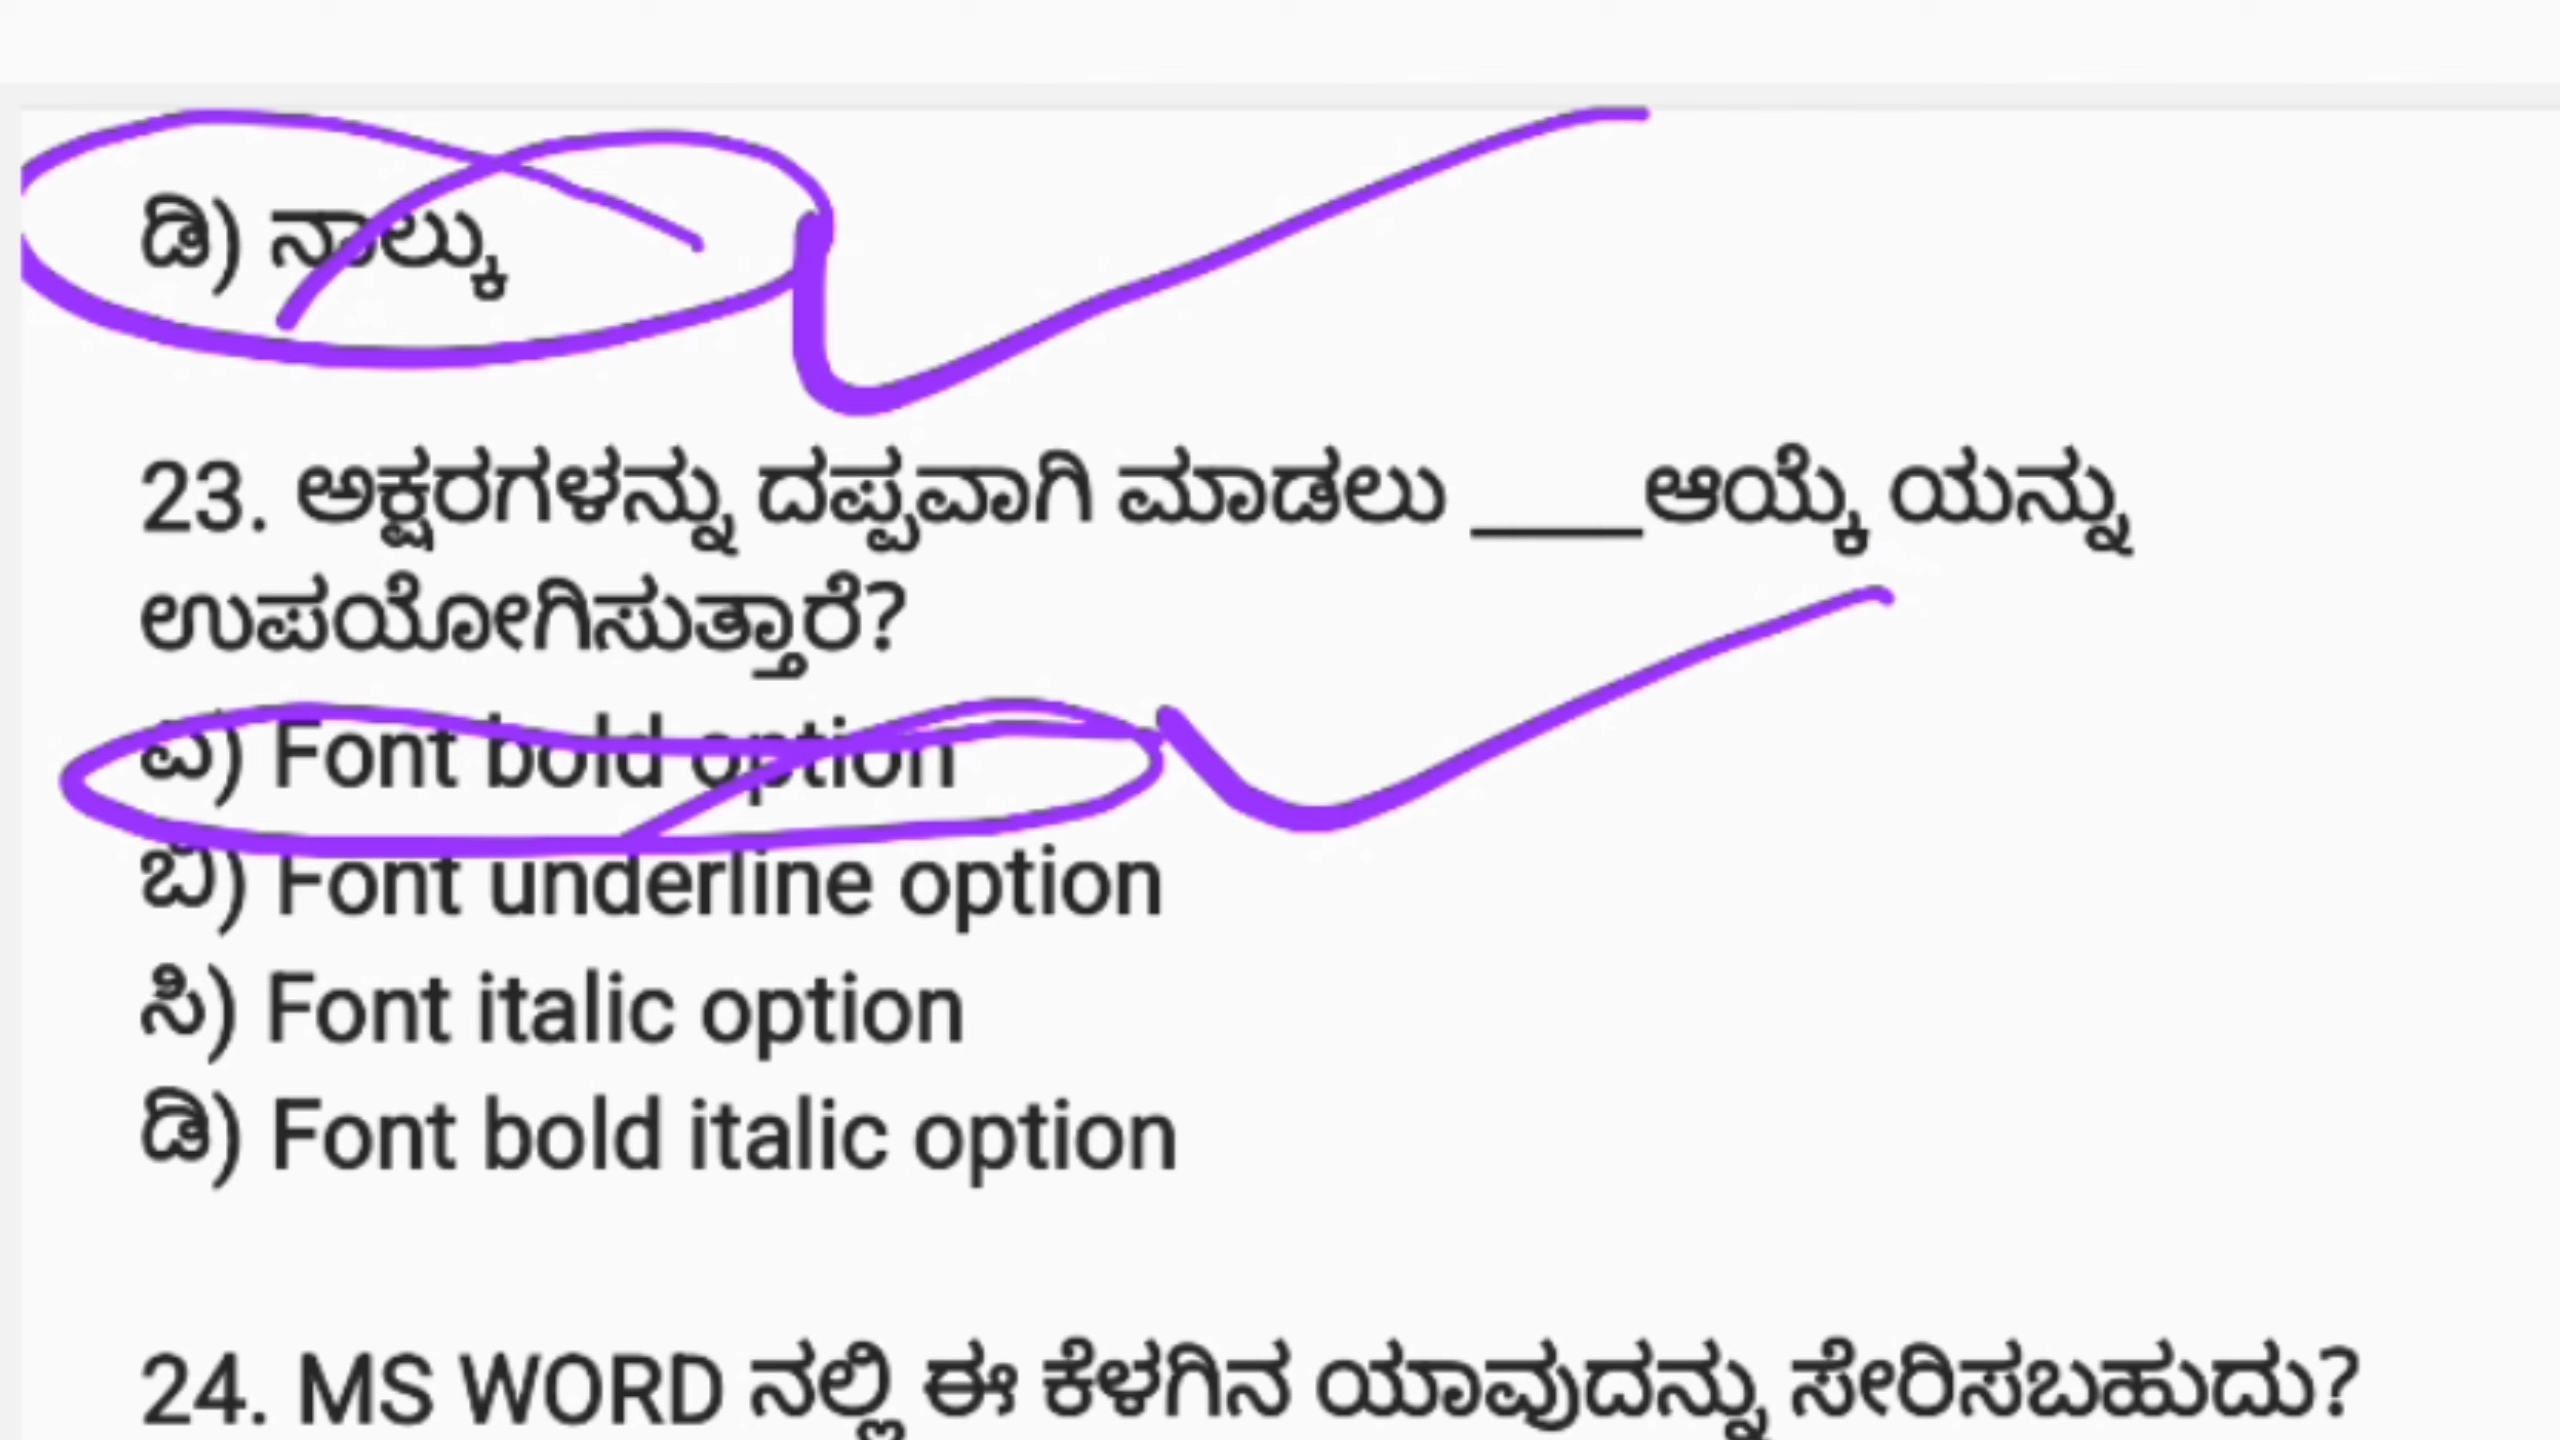 ಡಿ) ನಾಲ್ಕು
23. ಅಕ್ಷರಗಳನ್ನು ದಪ್ಪವಾಗಿ ಮಾಡಲು ____ಆಯ್ಕೆ ಯನ್ನು
ಉಪಯೋಗಿಸುತ್ತಾರೆ?
ಎ) Font bold option
ಬಿ) Font underline option
ಸಿ) Font italic option
ಡಿ) Font bold italic option
24. MS WORD ನಲ್ಲಿ ಈ ಕೆಳಗಿನ ಯಾವುದನ್ನು ಸೇರಿಸಬಹುದು?